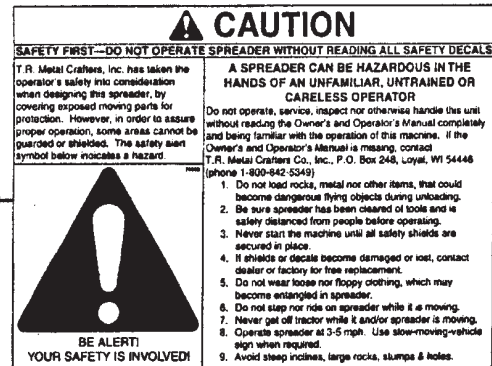 CAUTION
SAFETY FIRST—DO NOT OPERATE SPREADER WITHOUT READING ALL SAFETY DECALS
T.R. Metal Crafters, Inc. has taken the
operator's safety into consideration
when designing this spreader, by
covering exposed moving parts for
protection. However, in order to assure
proper operation, some areas cannot be
guarded or shielded. The safety alert
symbol below indicates a hazard.
BE ALERT!
YOUR SAFETY IS INVOLVED!
A SPREADER CAN BE HAZARDOUS IN THE
HANDS OF AN UNFAMILIAR, UNTRAINED OR
CARELESS OPERATOR
Do not operate, service, inspect nor otherwise handle this unit
without reading the Owner's and Operator's Manual completely
and being familiar with the operation of this machine. If the
Owner's and Operator's Manual is missing, contact
T.R. Metal Crafters Co., Inc., P.O. Box 248, Loyal, WI 54446
(phone 1-800-642-5349)
1. Do not load rocks, metal nor other items, that could
become dangerous flying objects during unloading.
2. Be sure spreader has been cleared of tools and is
safely distanced from people before operating.
3. Never start the machine until all safety shields are
secured in place.
4. If shields or decals become damaged or lost, contact
dealer or factory for free replacement.
5. Do not wear loose nor floppy clothing, which may
become entangled in spreader.
6. Do not step nor ride on spreader while it is moving.
7. Never get off tractor while it and/or spreader is moving.
8. Operate spreader at 3-5 mph. Use slow-moving-vehicle
sign when required.
9. Avoid steep inclines, large rocks, stumps & holes.